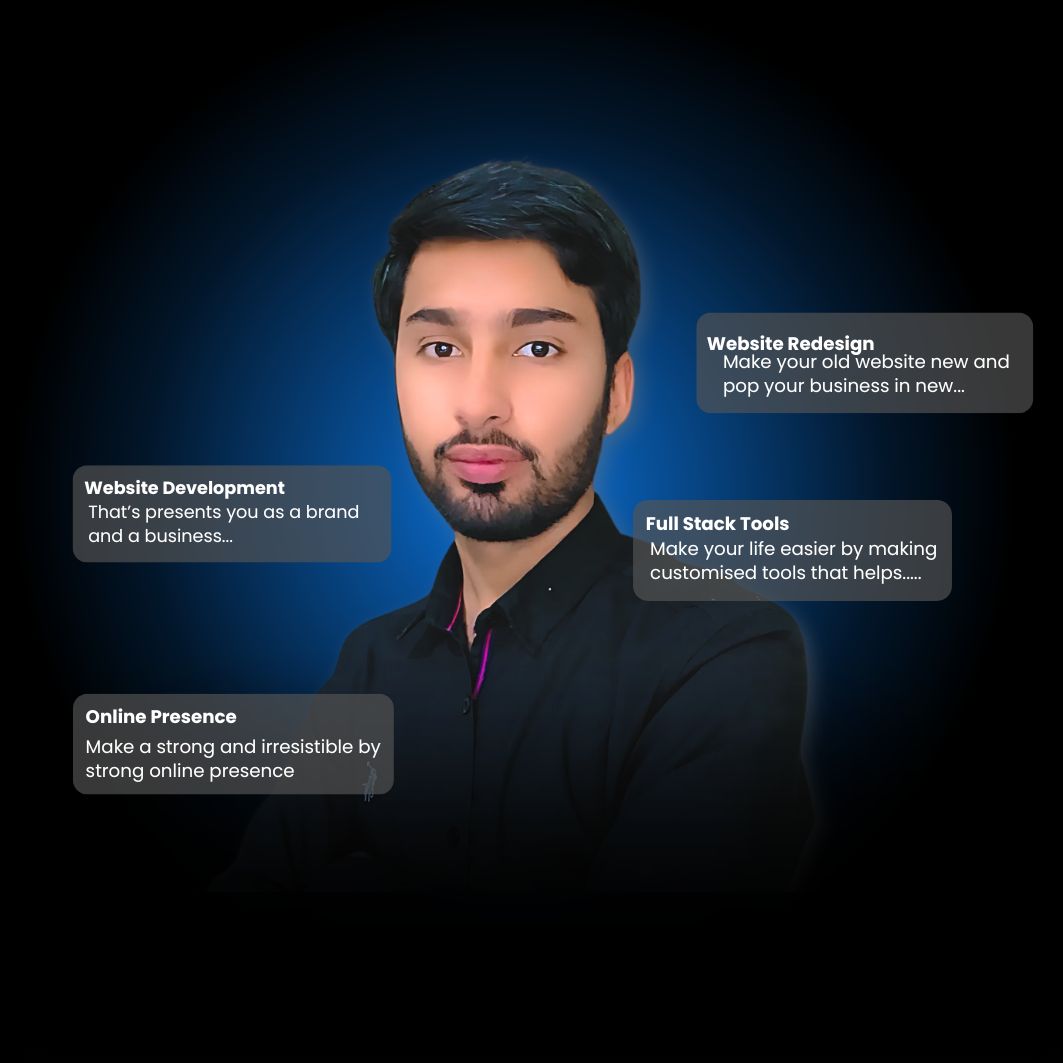 Website Redesign
Make your old website new and
pop your business in new...
Website Development
That’s presents you as a brand
and a business...
Full Stack Tools
Make your life easier by making
customised tools that helps.....
Online Presence
Make a strong and irresistible by
strong online presence